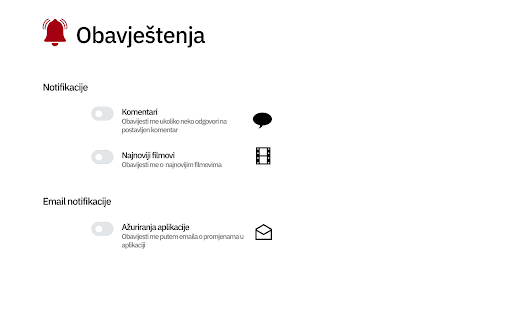 Obavještenja
Notifikacije
Komentari
Obavijesti me ukoliko neko odgovori na
postavljen komentar
Najnoviji filmovi
Obavijesti me o najnovijim filmovima
Email notifikacije
Ažuriranja aplikacije
Obavijesti me putem emaila o promjenama u
aplikaciji